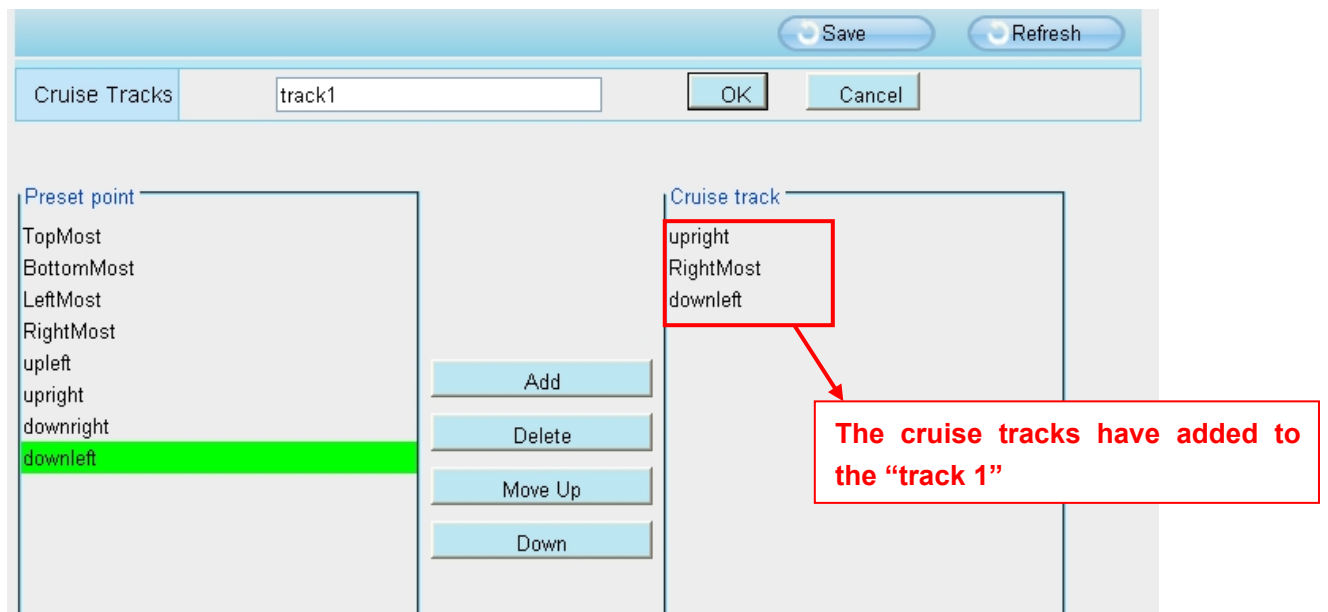 Save
Refresh
Cruise Tracks
track1
OK
Cancel
Preset point
TopMost
BottomMost
LeftMost
RightMost
upleft
upright
downright
downleft
Add
Delete
Move Up
Down
Cruise track
upright
RightMost
downleft
The cruise tracks have added to
the “track 1”